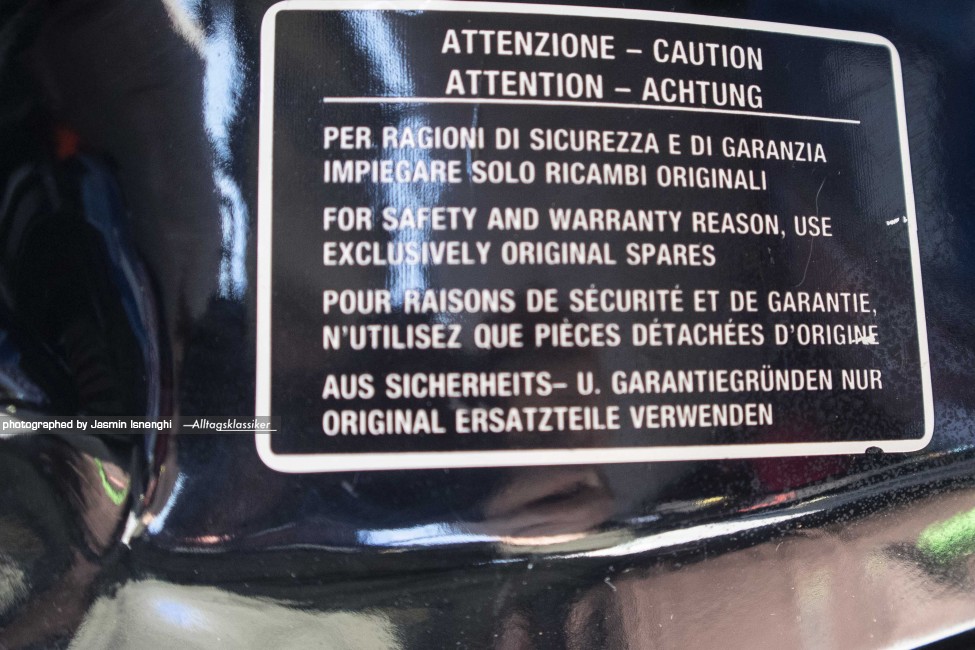 ATTENZIONE – CAUTION
ATTENTION – ACHTUNG
PER RAGIONI DI SICUREZZA E DI GARANZIA
IMPIEGARE SOLO RICAMBI ORIGINALI
FOR SAFETY AND WARRANTY REASON, USE
EXCLUSIVELY ORIGINAL SPARES
POUR RAISONS DE SÉCURITÉ ET DE GARANTIE,
N'UTILISEZ QUE PIÈCES DÉTACHÉES D'ORIGINE
AUS SICHERHEITS– U. GARANTIEGRÜNDEN NUR
ORIGINAL ERSATZTEILE VERWENDEN
photographed by Jasmin Isnenghi —Alltagsklassiker